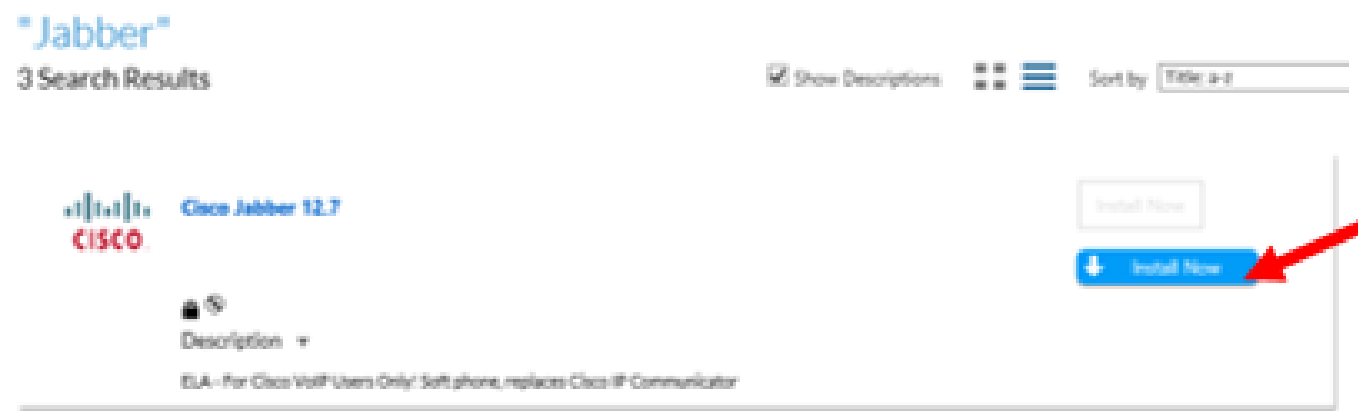 "Jabber"
3 Search Results
Show Descriptions
Sort by Title: a-z
CISCO
Cisco Jabber 12.7
Install Now
Install Now
Description
ELA - For Cisco VoIP Users Only! Soft phone, replaces Cisco IP Communicator